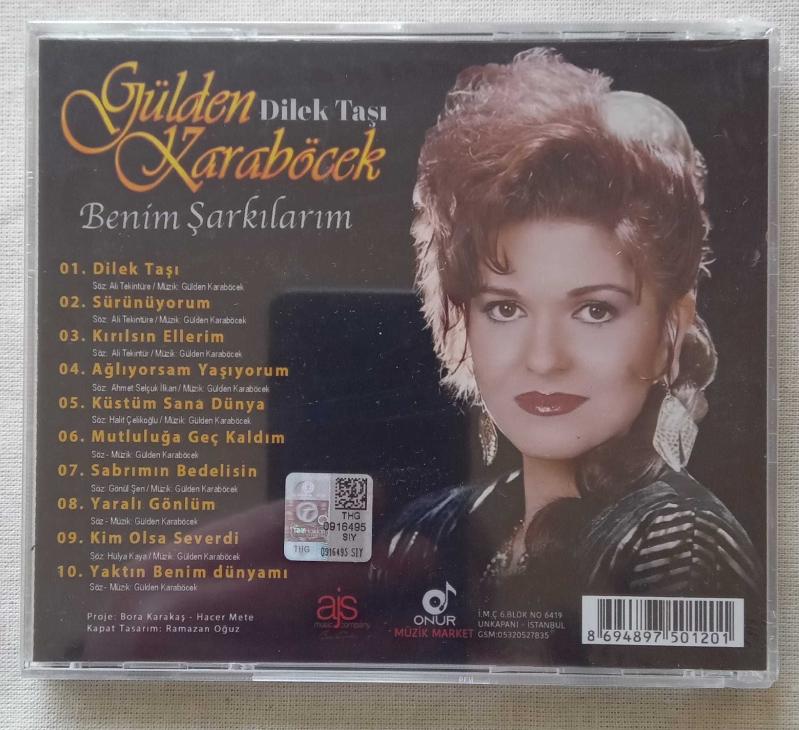 Gülden
Karaböcek
Dilek Taşı
Benim Şarkılarım
01. Dilek Taşı
Söz: Ali Tekintüre / Müzik: Gülden Karaböcek
02. Sürünüyorum
Söz: Ali Tekintüre / Müzik: Gülden Karaböcek
03. Kırılsın Ellerim
Söz: Ali Tekintür / Müzik: Gülden Karaböcek
04. Ağlıyorsam Yaşıyorum
Söz: Ahmet Selçuk İlkan / Müzik: Gülden Karaböcek
05. Küstüm Sana Dünya
Söz: Halit Çelikoğlu / Müzik: Gülden Karaböcek
06. Mutluluğa Geç Kaldım
Söz - Müzik: Gülden Karaböcek
07. Sabrımın Bedelisin
Söz: Gönül Şen / Müzik: Gülden Karaböcek
08. Yaralı Gönlüm
Söz - Müzik: Gülden Karaböcek
09. Kim Olsa Severdi
Söz: Hülya Kaya / Müzik: Gülden Karaböcek
10. Yaktın Benim dünyamı
Söz- Müzik: Gülden Karaböcek
THG
0916495
SIY
THG
0916495 SIY
Proje: Bora Karakaş - Hacer Mete
Kapat Tasarım: Ramazan Oğuz
ajs
music company
ONUR
MÜZİK MARKET
İ.M.Ç 6.BLOK NO 6419
UNKAPANI - İSTANBUL
GSM:05320527835
8 694897 501201